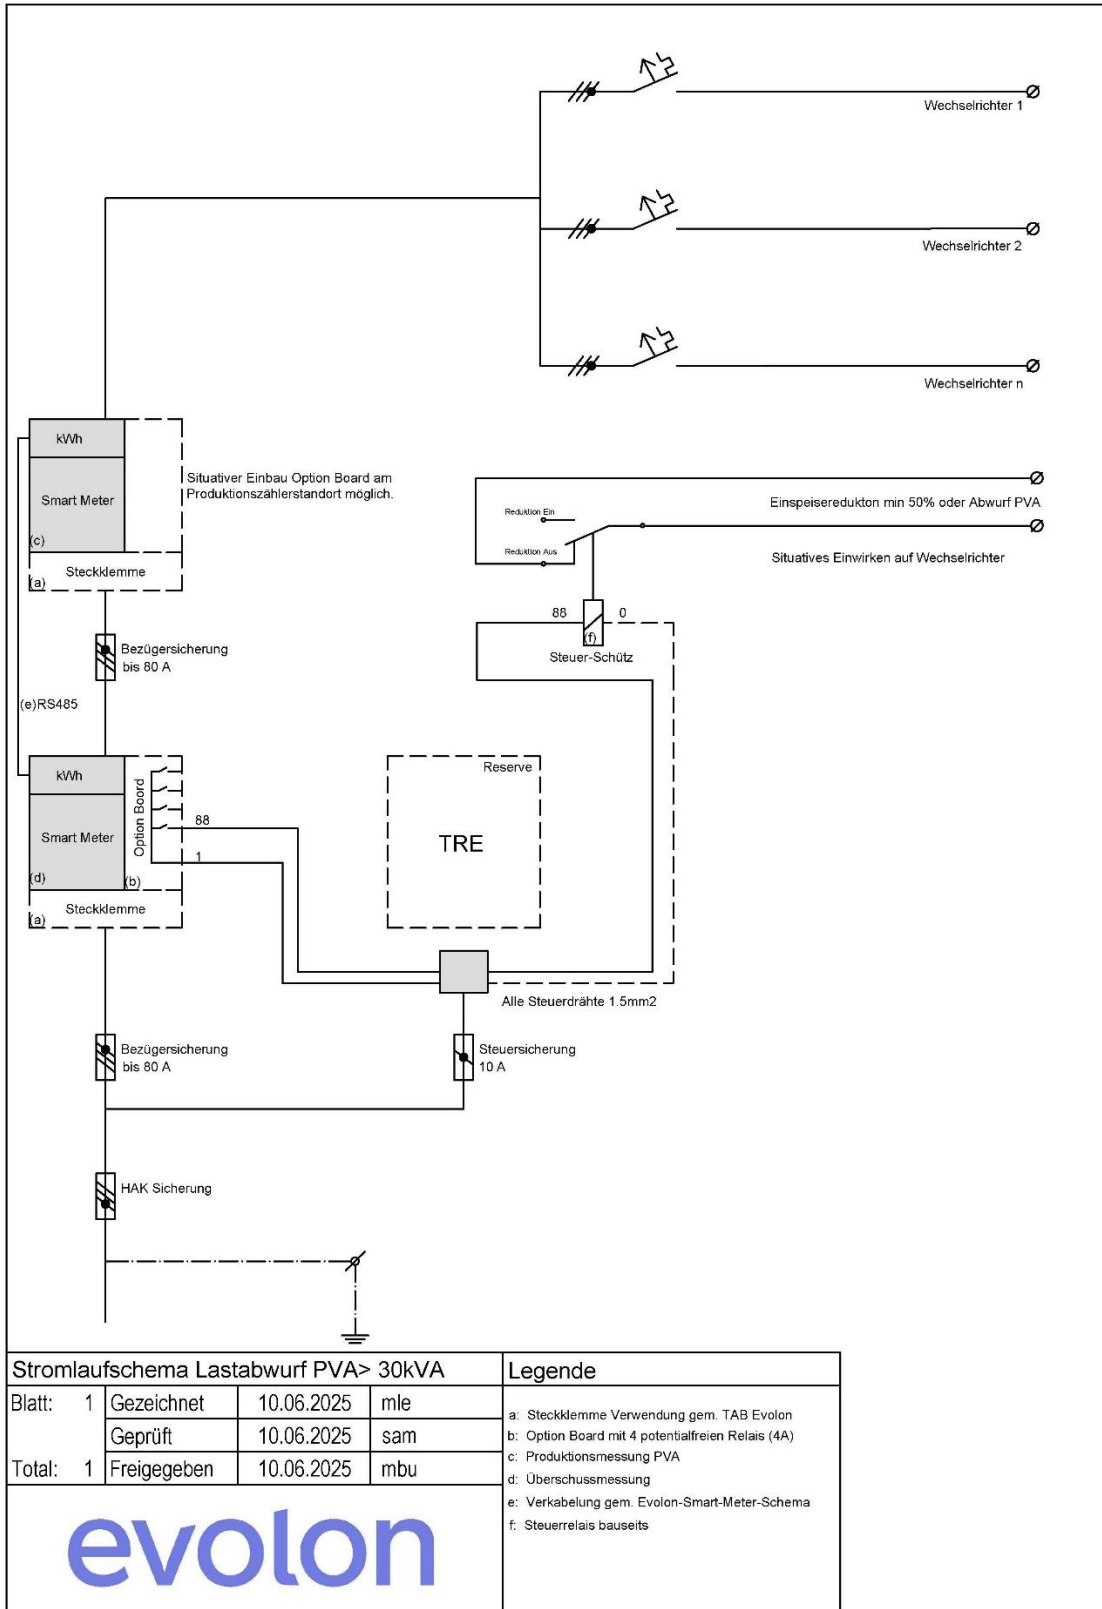 Wechselrichter 1
Wechselrichter 2
Wechselrichter n
kWh
Smart Meter
(c)
Steckklemme
(a)
Situativer Einbau Option Board am
Produktionszählerstandort möglich.
Reduktion Ein
Reduktion Aus
Einspeiseredukton min 50% oder Abwurf PVA
Situatives Einwirken auf Wechselrichter
88
0
(f)
Steuer-Schütz
Bezügersicherung
bis 80 A
(e)RS485
kWh
Smart Meter
(d)
Option Boord
(b)
88
1
Steckklemme
(a)
Reserve
TRE
Alle Steuerdrähte 1.5mm2
Bezügersicherung
bis 80 A
Steuersicherung
10 A
HAK Sicherung
Stromlaufschema Lastabwurf PVA> 30kVA
Blatt: 1 Gezeichnet 10.06.2025 mle
Geprüft 10.06.2025 sam
Total: 1 Freigegeben 10.06.2025 mbu
evolon
Legende
a: Steckklemme Verwendung gem. TAB Evolon
b: Option Board mit 4 potentialfreien Relais (4A)
c: Produktionsmessung PVA
d: Überschussmessung
e: Verkabelung gem. Evolon-Smart-Meter-Schema
f: Steuerrelais bauseits